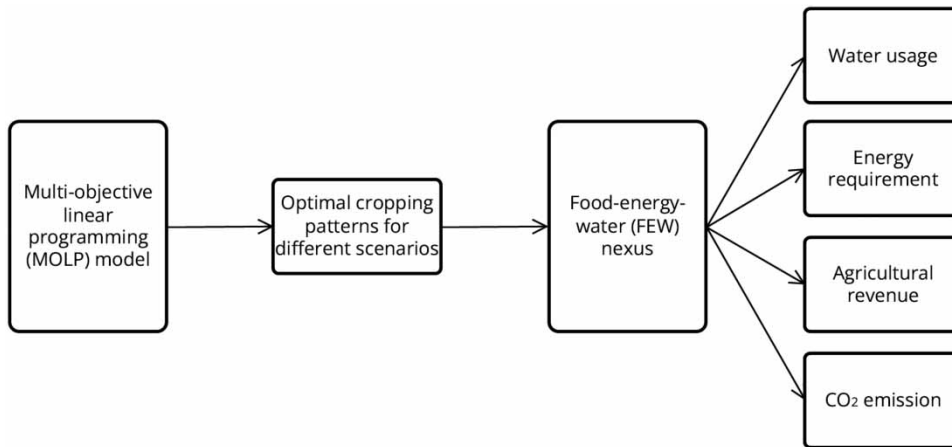 Multi-objective
linear
programming
(MOLP) model
Optimal cropping
patterns for
different scenarios
Food-energy-
water (FEW)
nexus
Water usage
Energy
requirement
Agricultural
revenue
CO₂ emission